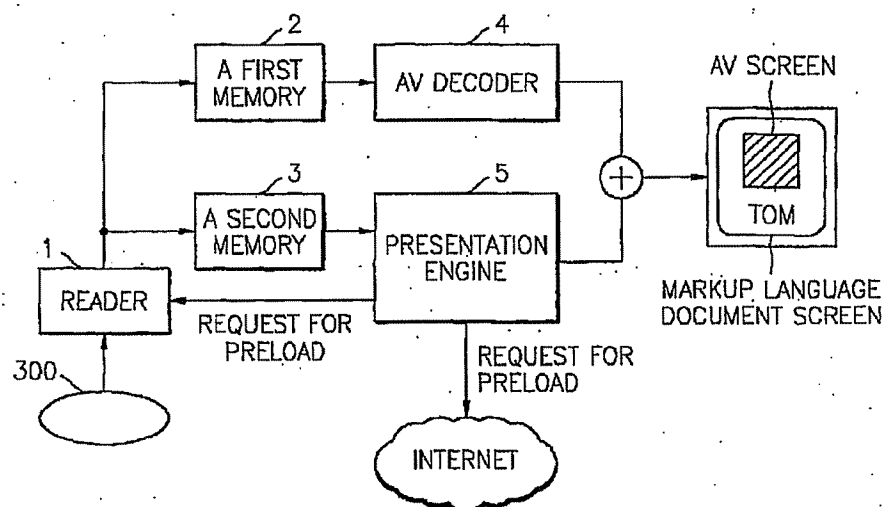 2
A FIRST
MEMORY
4
AV DECODER
AV SCREEN
TOM
MARKUP LANGUAGE
DOCUMENT SCREEN
3
A SECOND
MEMORY
5
PRESENTATION
ENGINE
1
READER
REQUEST FOR
PRELOAD
REQUEST FOR
PRELOAD
300
INTERNET